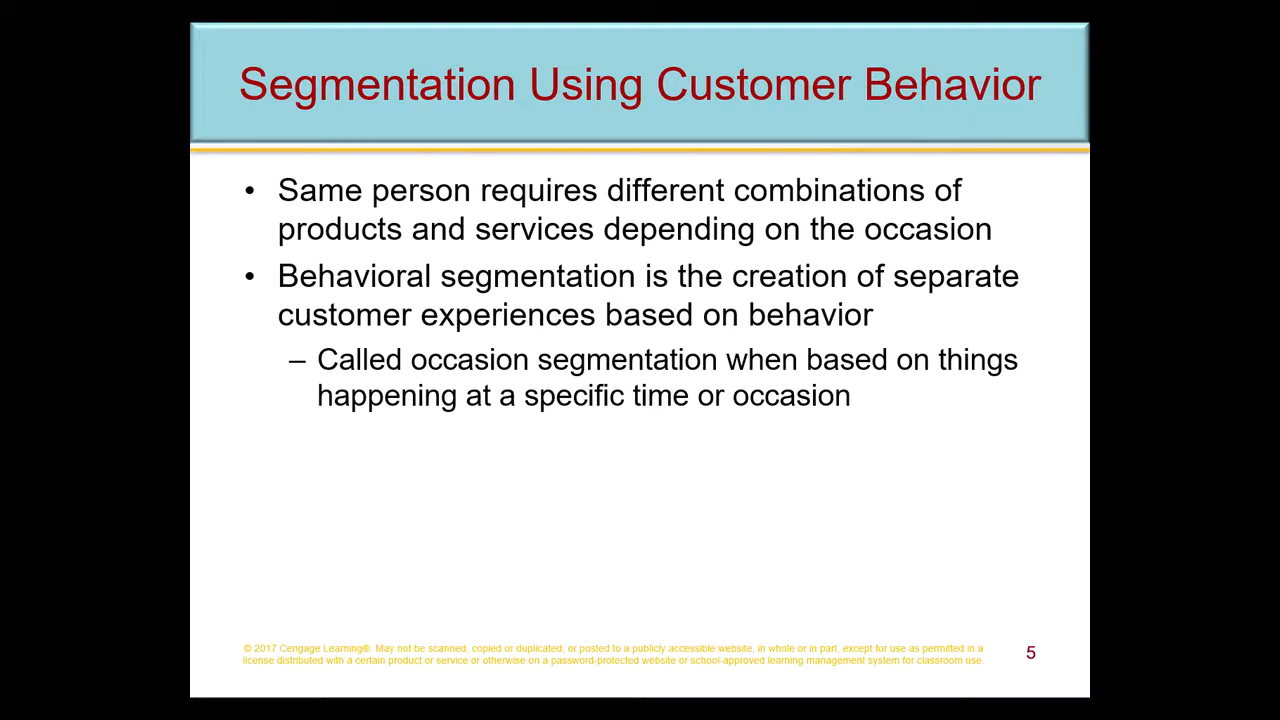 Segmentation Using Customer Behavior
• Same person requires different combinations of
products and services depending on the occasion
• Behavioral segmentation is the creation of separate
customer experiences based on behavior
– Called occasion segmentation when based on things
happening at a specific time or occasion
© 2017 Cengage Learning® May not be scanned, copied or duplicated, or posted to a publicly accessible website, in whole or in part, except for use as permitted in a
license distributed with a certain product or service or otherwise on a password-protected website or school-approved learning management system for classroom use.
5